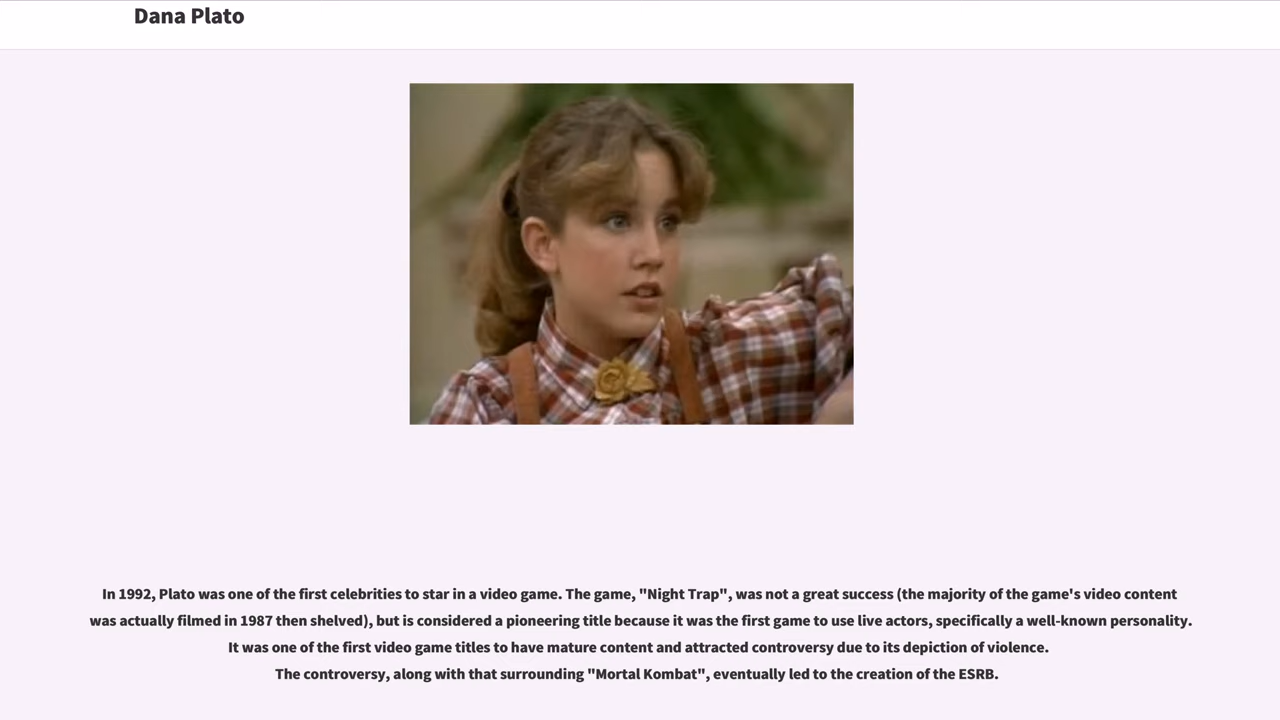 Dana Plato
In 1992, Plato was one of the first celebrities to star in a video game. The game, "Night Trap", was not a great success (the majority of the game's video content
was actually filmed in 1987 then shelved), but is considered a pioneering title because it was the first game to use live actors, specifically a well-known personality.
It was one of the first video game titles to have mature content and attracted controversy due to its depiction of violence.
The controversy, along with that surrounding "Mortal Kombat", eventually led to the creation of the ESRB.